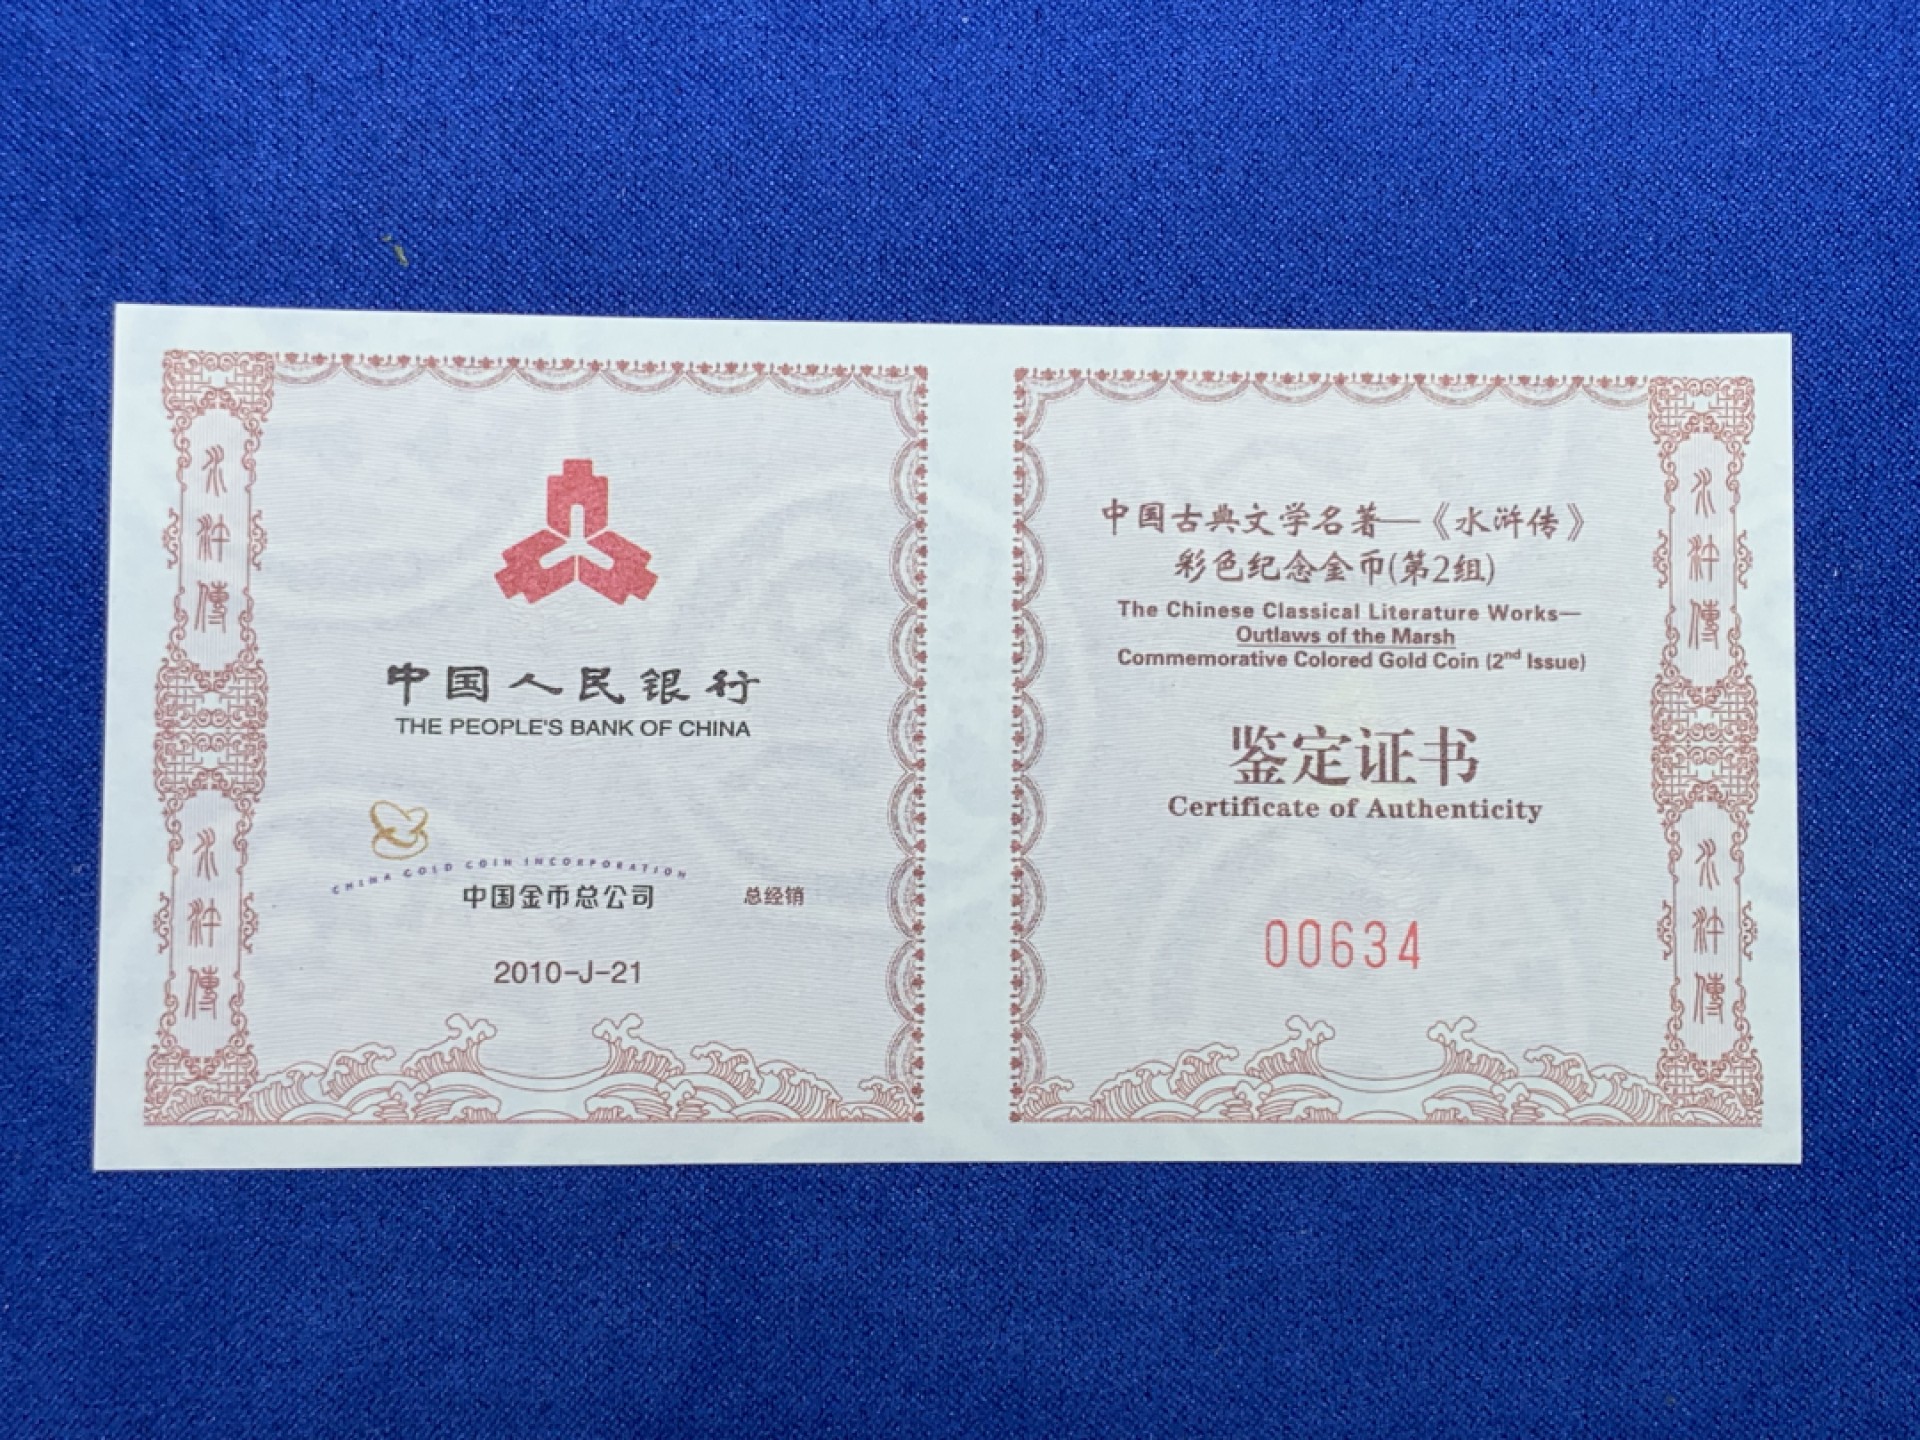 水浒傳
水浒傳
中国人民银行
THE PEOPLE'S BANK OF CHINA
CHINA GOLD COIN INCORPORATION
中国金币总公司 总经销
2010-J-21
中国古典文学名著—《水浒传》
彩色纪念金币(第2组)
The Chinese Classical Literature Works—
Outlaws of the Marsh
Commemorative Colored Gold Coin (2nd Issue)
鉴定证书
Certificate of Authenticity
00634
水浒傳
水浒傳